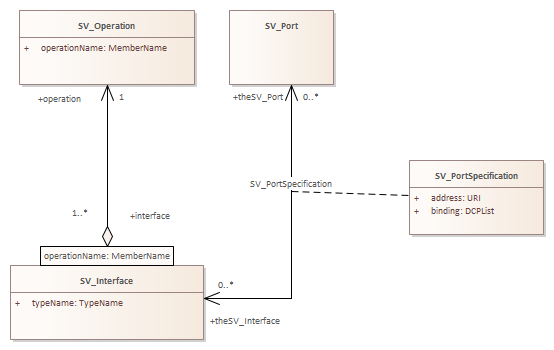 SV_Operation
+ operationName: MemberName
SV_Port
+operation
1
+theSV_Port
0..*
SV_PortSpecification
SV_PortSpecification
+ address: URI
+ binding: DCPList
1..*
+interface
operationName: MemberName
SV_Interface
+ typeName: TypeName
0..*
+theSV_Interface